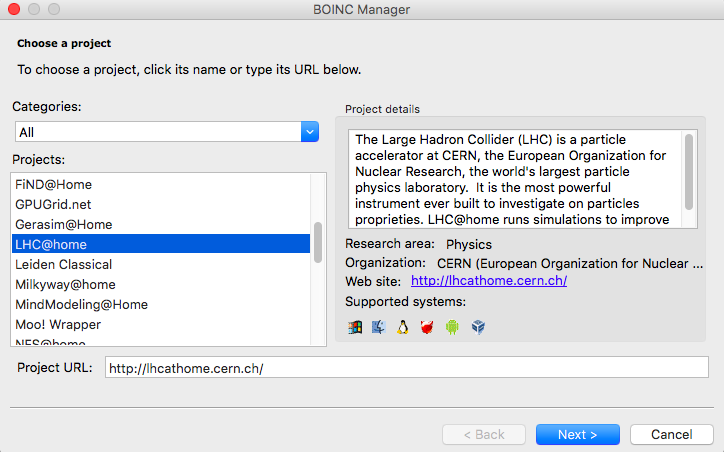 BOINC Manager
Choose a project
To choose a project, click its name or type its URL below.
Categories:
All
Projects:
FiND@Home
GPUGrid.net
Gerasim@Home
LHC@home
Leiden Classical
Milkyway@home
MindModeling@Home
Moo! Wrapper
NFS@home
Project details
The Large Hadron Collider (LHC) is a particle
accelerator at CERN, the European Organization for
Nuclear Research, the world's largest particle
physics laboratory.  It is the most powerful
instrument ever built to investigate on particles
proprieties. LHC@home runs simulations to improve
Research area: Physics
Organization: CERN (European Organization for Nuclear ...
Web site: http://lhcathome.cern.ch/
Supported systems:
Project URL: http://lhcathome.cern.ch/
< Back
Next >
Cancel